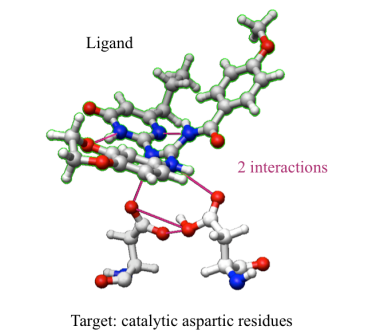 Ligand
2 interactions
Target: catalytic aspartic residues